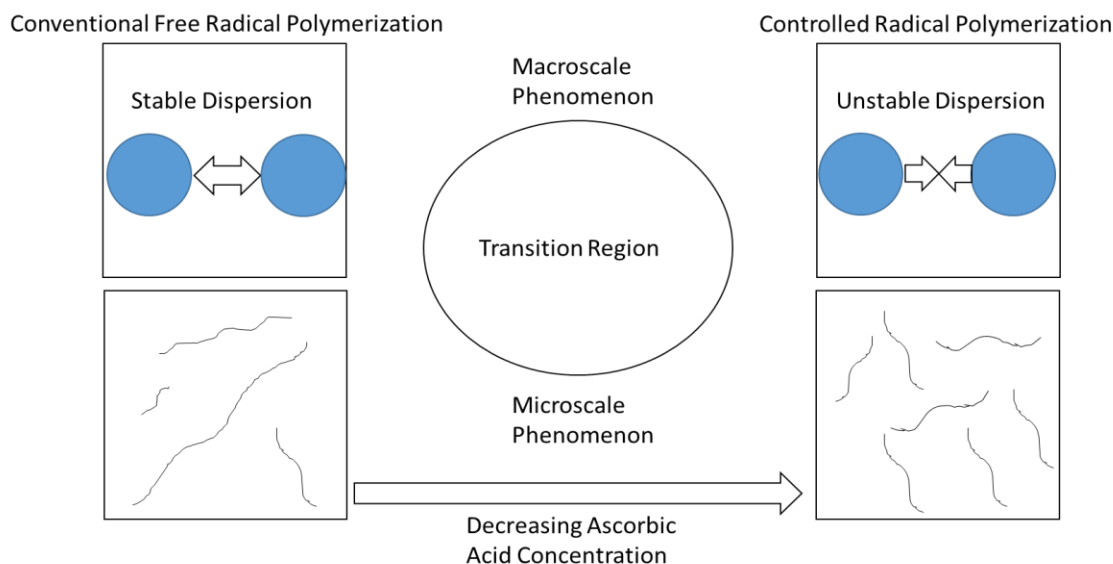 Conventional Free Radical Polymerization
Controlled Radical Polymerization
Macroscale
Phenomenon
Stable Dispersion
Unstable Dispersion
Transition Region
Microscale
Phenomenon
Decreasing Ascorbic
Acid Concentration